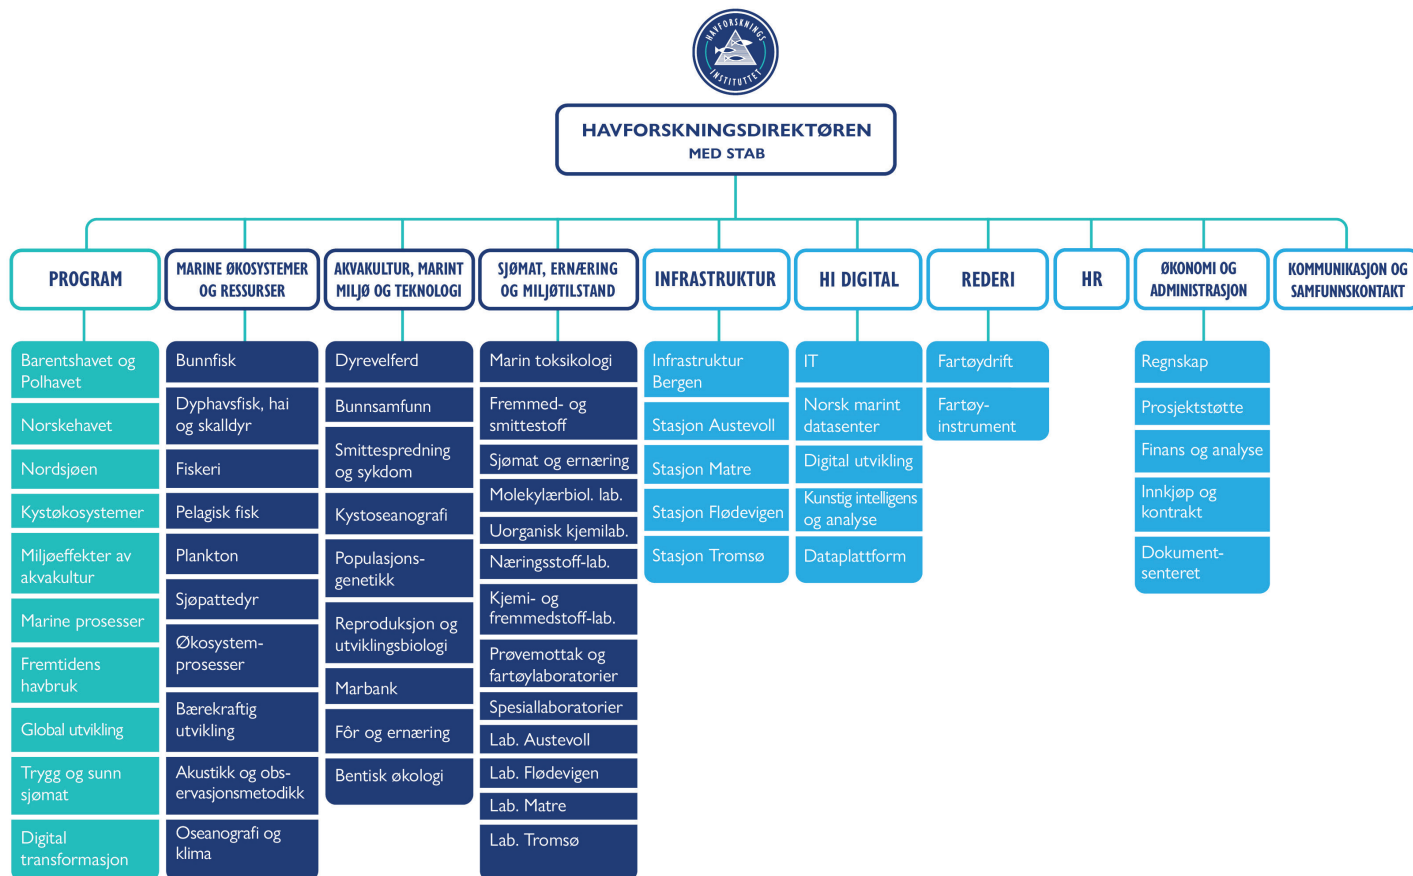 HAVFORSKNINGS
INSTITUTTET
HAVFORSKNINGSDIREKTØREN
MED STAB
PROGRAM
Barentshavet og
Polhavet
Norskehavet
Nordsjøen
Kystøkosystemer
Miljøeffekter av
akvakultur
Marine prosesser
Fremtidens
havbruk
Global utvikling
Trygg og sunn
sjømat
Digital
transformasjon
MARINE ØKOSYSTEMER
OG RESSURSER
Bunnfisk
Dyphavsfisk, hai
og skalldyr
Fiskeri
Pelagisk fisk
Plankton
Sjøpattedyr
Økosystem-
prosesser
Bærekraftig
utvikling
Akustikk og obs-
ervasjonsmetodikk
Oseanografi og
klima
AKVAKULTUR, MARINT
MILJØ OG TEKNOLOGI
Dyrevelferd
Bunnsamfunn
Smittespredning
og sykdom
Kystoseanografi
Populasjons-
genetikk
Reproduksjon og
utviklingsbiologi
Marbank
Fôr og ernæring
Bentisk økologi
SJØMAT, ERNÆRING
OG MILJØTILSTAND
Marin toksikologi
Fremmed- og
smittestoff
Sjømat og ernæring
Molekylærbiol. lab.
Uorganisk kjemilab.
Næringsstoff-lab.
Kjemi- og
fremmedstoff-lab.
Prøvemottak og
fartøylaboratorier
Spesiallaboratorier
Lab. Austevoll
Lab. Flødevigen
Lab. Matre
Lab. Tromsø
INFRASTRUKTUR
Infrastruktur
Bergen
Stasjon Austevoll
Stasjon Matre
Stasjon Flødevigen
Stasjon Tromsø
HI DIGITAL
IT
Norsk marint
datasenter
Digital utvikling
Kunstig intelligens
og analyse
Dataplattform
REDERI
Fartøydrift
Fartøy-
instrument
HR
ØKONOMI OG
ADMINISTRASJON
Regnskap
Prosjektstøtte
Finans og analyse
Innkjøp og
kontrakt
Dokument-
senteret
KOMMUNIKASJON OG
SAMFUNNSKONTAKT